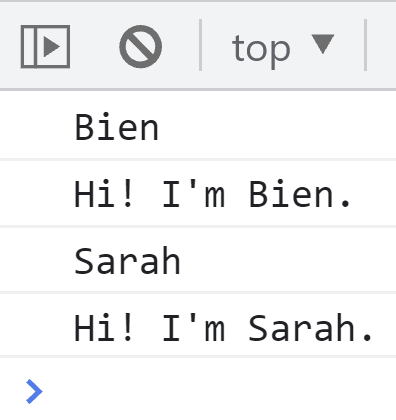 top
Bien
Hi! I'm Bien.
Sarah
Hi! I'm Sarah.